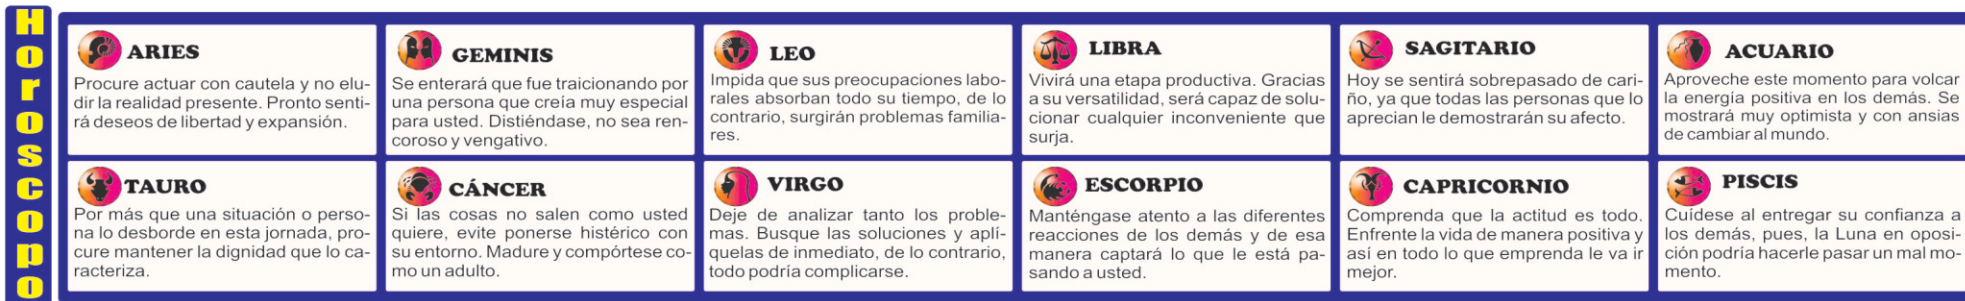 Horoscopo
ARIES
Procure actuar con cautela y no elu-
dir la realidad presente. Pronto senti-
rá deseos de libertad y expansión.
TAURO
Por más que una situación o perso-
na lo desborde en esta jornada, pro-
cure mantener la dignidad que lo ca-
racteriza.
GEMINIS
Se enterará que fue traicionando por
una persona que creía muy especial
para usted. Distiéndase, no sea ren-
coroso y vengativo.
CÁNCER
Si las cosas no salen como usted
quiere, evite ponerse histérico con
su entorno. Madure y compórtese co-
mo un adulto.
LEO
Impida que sus preocupaciones labo-
rales absorban todo su tiempo, de lo
contrario, surgirán problemas familia-
res.
VIRGO
Deje de analizar tanto los proble-
mas. Busque las soluciones y aplí-
quelas de inmediato, de lo contrario,
todo podría complicarse.
LIBRA
Vivirá una etapa productiva. Gracias
a su versatilidad, será capaz de solu-
cionar cualquier inconveniente que
surja.
ESCORPIO
Manténgase atento a las diferentes
reacciones de los demás y de esa
manera captará lo que le está pa-
sando a usted.
SAGITARIO
Hoy se sentirá sobrepasado de cari-
ño, ya que todas las personas que lo
aprecian le demostrarán su afecto.
CAPRICORNIO
Comprenda que la actitud es todo.
Enfrente la vida de manera positiva y
así en todo lo que emprenda le va ir
mejor.
ACUARIO
Aproveche este momento para volcar
la energía positiva en los demás. Se
mostrará muy optimista y con ansias
de cambiar al mundo.
PISCIS
Cuídese al entregar su confianza a
los demás, pues, la Luna en oposi-
ción podría hacerle pasar un mal mo-
mento.